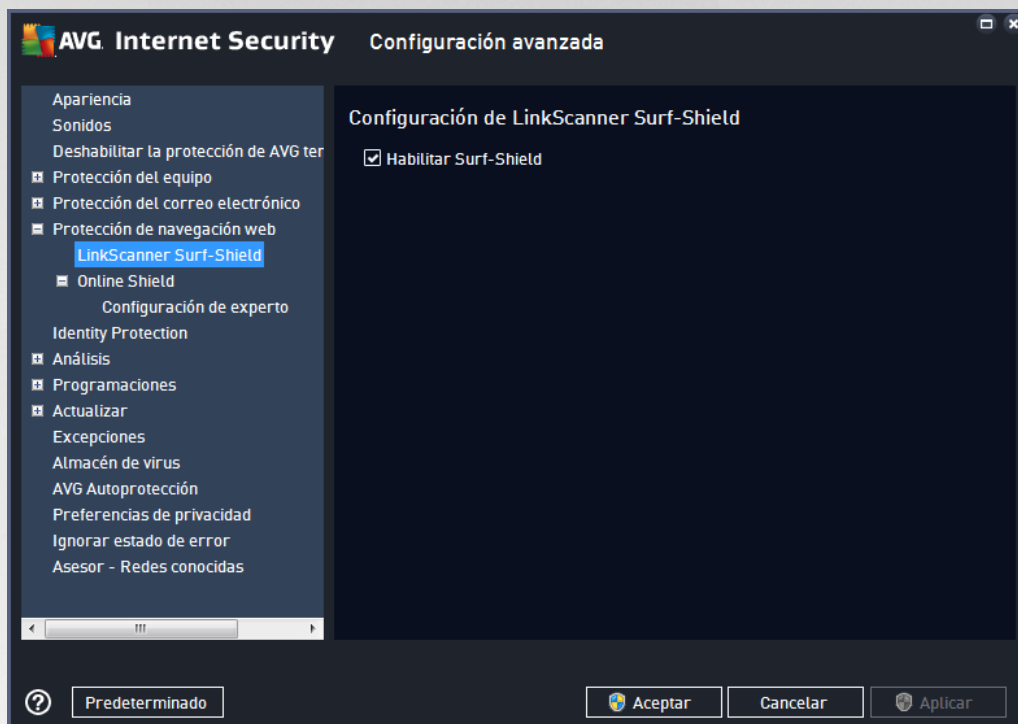 AVG. Internet Security Configuración avanzada
Apariencia
Sonidos
Deshabilitar la protección de AVG ter
Protección del equipo
Protección del correo electrónico
Protección de navegación web
LinkScanner Surf-Shield
Online Shield
Configuración de experto
Identity Protection
Análisis
Programaciones
Actualizar
Excepciones
Almacén de virus
AVG Autoprotección
Preferencias de privacidad
Ignorar estado de error
Asesor - Redes conocidas
Configuración de LinkScanner Surf-Shield
Habilitar Surf-Shield
Predeterminado
Aceptar
Cancelar
Aplicar